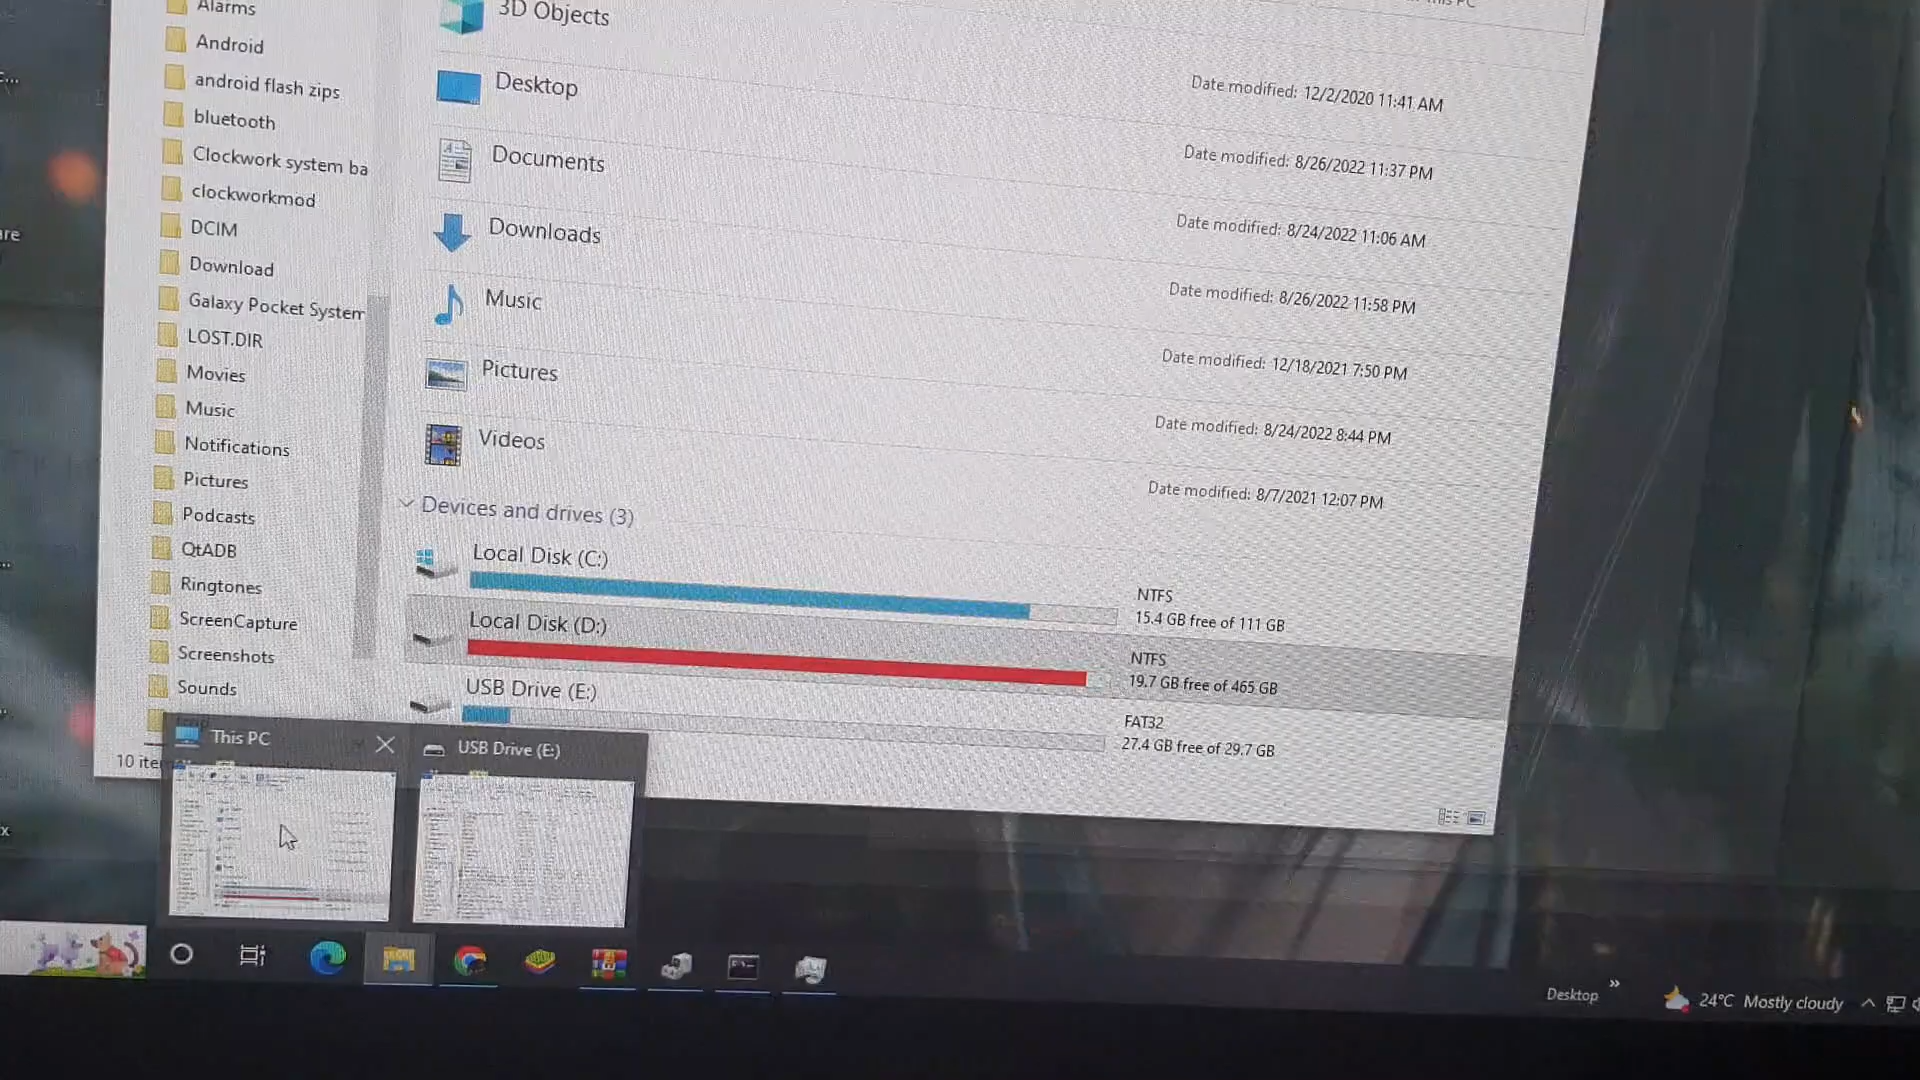 Alarms
Android
android flash zips
bluetooth
Clockwork system ba
clockworkmod
DCIM
Download
Galaxy Pocket System
LOST.DIR
Movies
Music
Notifications
Pictures
Podcasts
QtADB
Ringtones
ScreenCapture
Screenshots
Sounds
10 ite
3D Objects
Date modified: 12/2/2020 11:41 AM
Desktop
Date modified: 8/26/2022 11:37 PM
Documents
Date modified: 8/24/2022 11:06 AM
Downloads
Date modified: 8/26/2022 11:58 PM
Music
Date modified: 12/18/2021 7:50 PM
Pictures
Date modified: 8/24/2022 8:44 PM
Videos
Date modified: 8/7/2021 12:07 PM
Devices and drives (3)
Local Disk (C:)
NTFS
15.4 GB free of 111 GB
Local Disk (D:)
NTFS
19.7 GB free of 465 GB
USB Drive (E:)
FAT32
27.4 GB free of 29.7 GB
This PC
USB Drive (E:)
Desktop
24°C Mostly cloudy